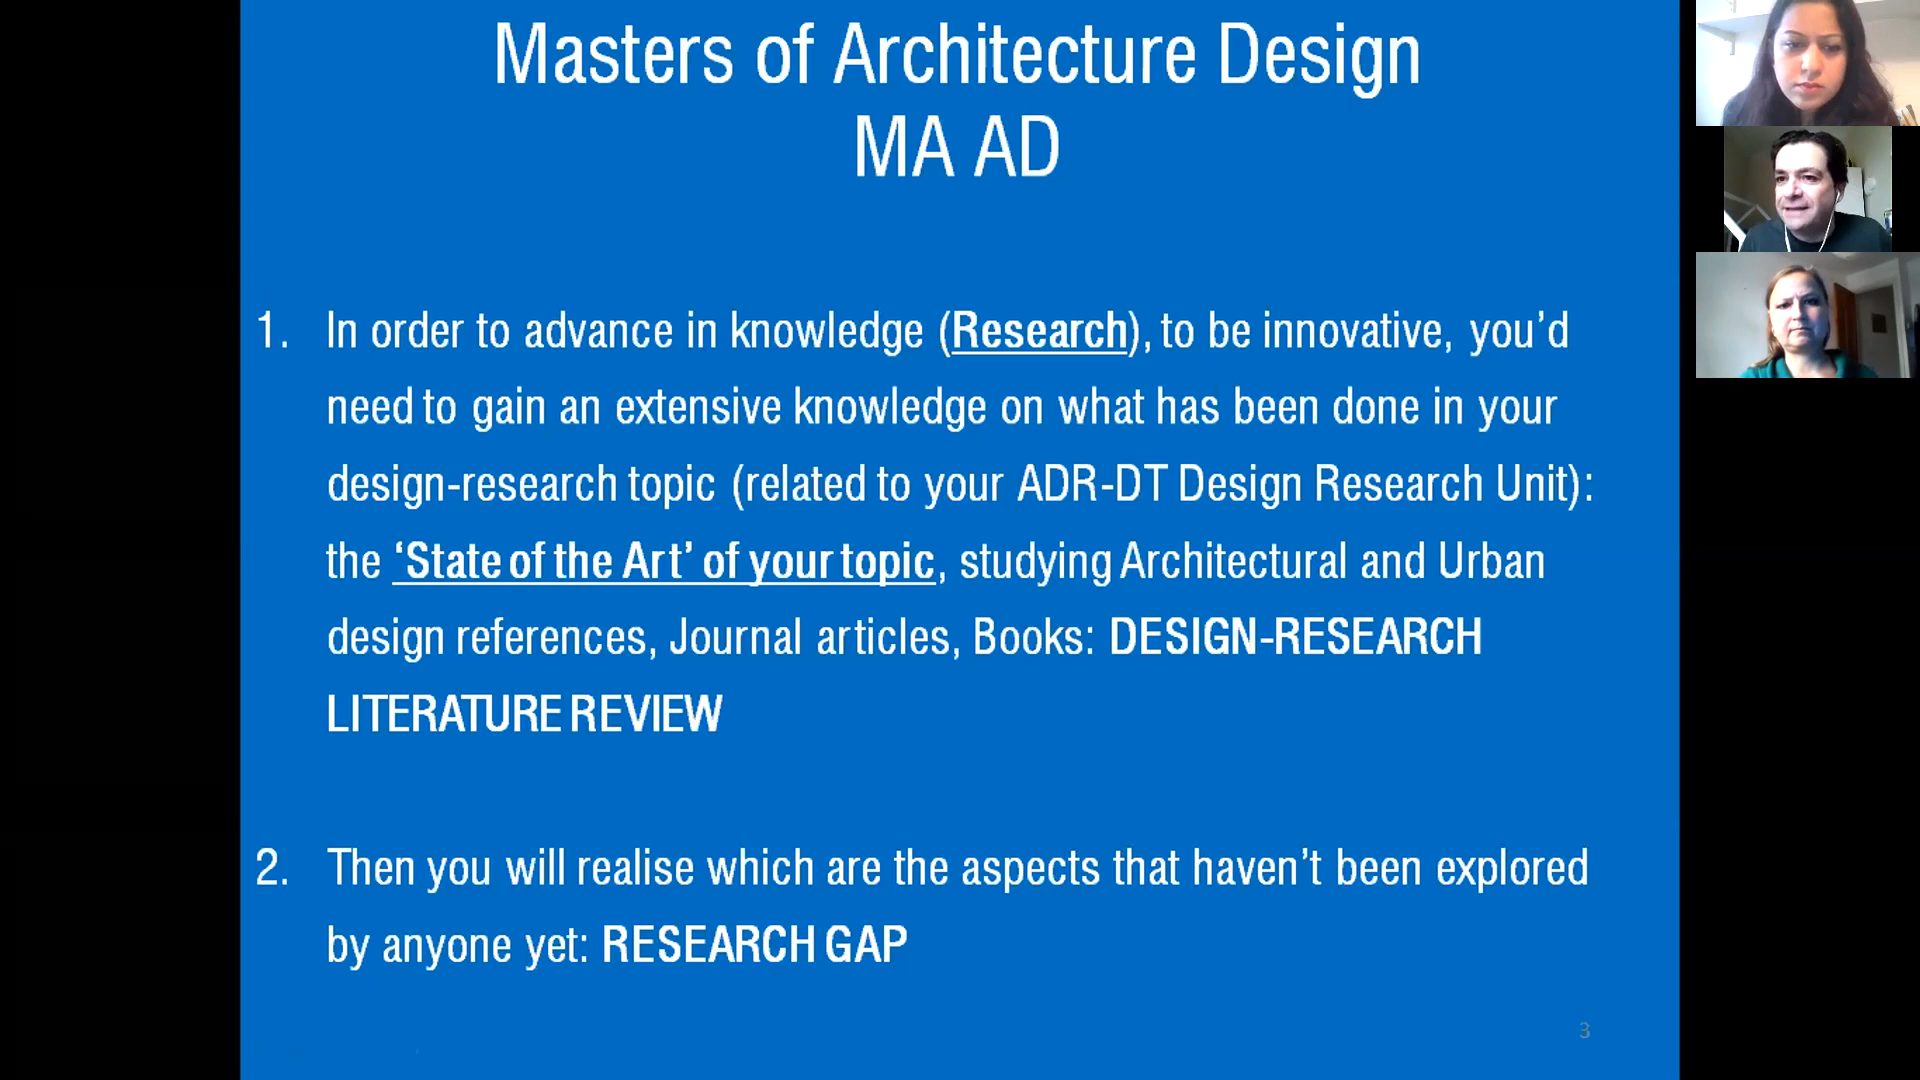 Masters of Architecture Design
MA AD
1. In order to advance in knowledge (Research), to be innovative, you’d
need to gain an extensive knowledge on what has been done in your
design-research topic (related to your ADR-DT Design Research Unit):
the ‘State of the Art’ of your topic, studying Architectural and Urban
design references, Journal articles, Books: DESIGN-RESEARCH
LITERATURE REVIEW
2. Then you will realise which are the aspects that haven’t been explored
by anyone yet: RESEARCH GAP
3